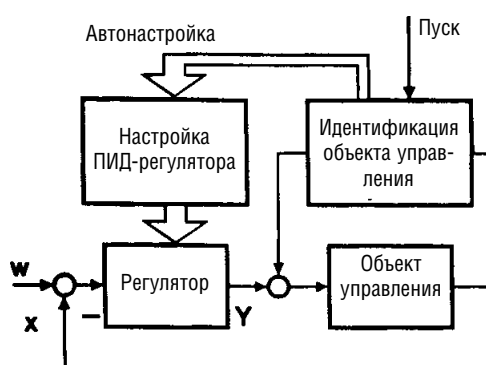 Автонастройка
Пуск
Настройка
ПИД-регулятора
Идентификация
объекта управ-
ления
W
X
–
Регулятор
Y
Объект
управления